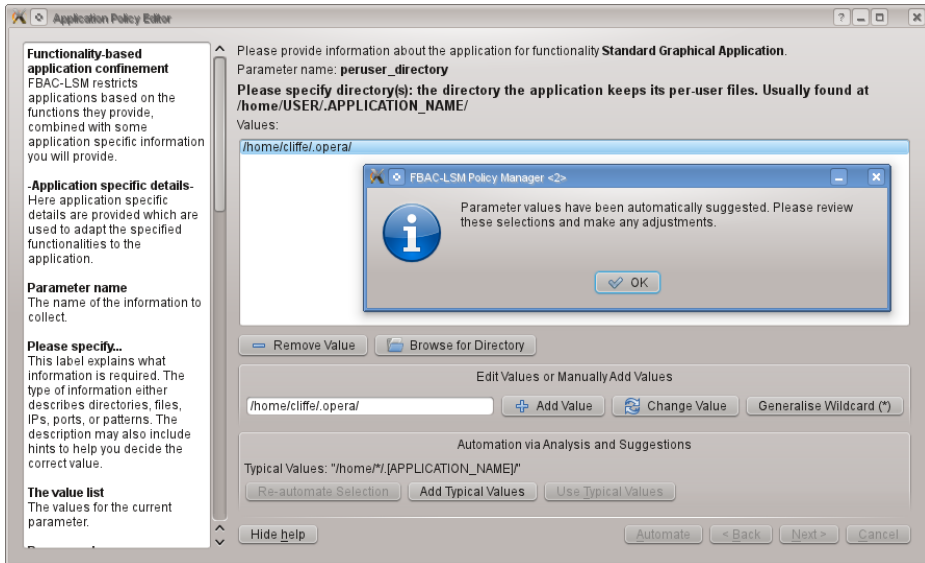 Application Policy Editor
Functionality-based
application confinement
FBAC-LSM restricts
applications based on the
functions they provide,
combined with some
application specific information
you will provide.
-Application specific details-
Here application specific
details are provided which are
used to adapt the specified
functionalities to the
application.
Parameter name
The name of the information to
collect.
Please specify...
This label explains what
information is required. The
type of information either
describes directories, files,
IPs, ports, or patterns. The
description may also include
hints to help you decide the
correct value.
The value list
The values for the current
parameter.
Please provide information about the application for functionality Standard Graphical Application.
Parameter name: peruser_directory
Please specify directory(s): the directory the application keeps its per-user files. Usually found at
/home/USER/.APPLICATION_NAME/
Values:
/home/cliffe/.opera/
FBAC-LSM Policy Manager <2>
Parameter values have been automatically suggested. Please review
these selections and make any adjustments.
OK
Remove Value
Browse for Directory
Edit Values or Manually Add Values
/home/cliffe/.opera/
Add Value
Change Value
Generalise Wildcard (*)
Automation via Analysis and Suggestions
Typical Values: "/home/*/.[APPLICATION_NAME]/"
Re-automate Selection
Add Typical Values
Use Typical Values
Hide help
Automate
< Back
Next >
Cancel